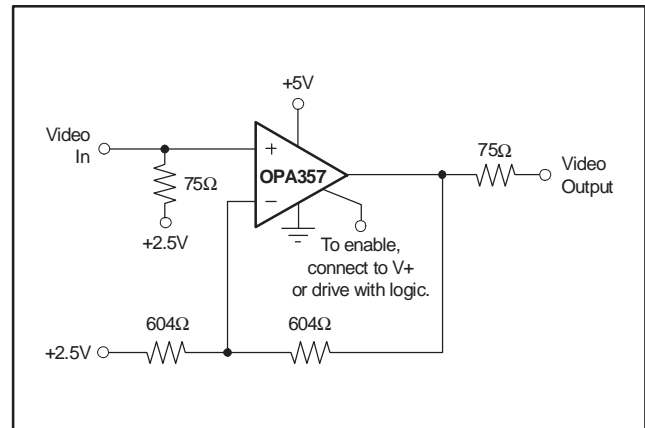 +5V
Video
In
+
75Ω
OPA357
75Ω
Video
Output
−
+2.5V
To enable,
connect to V+
or drive with logic.
604Ω
604Ω
+2.5V